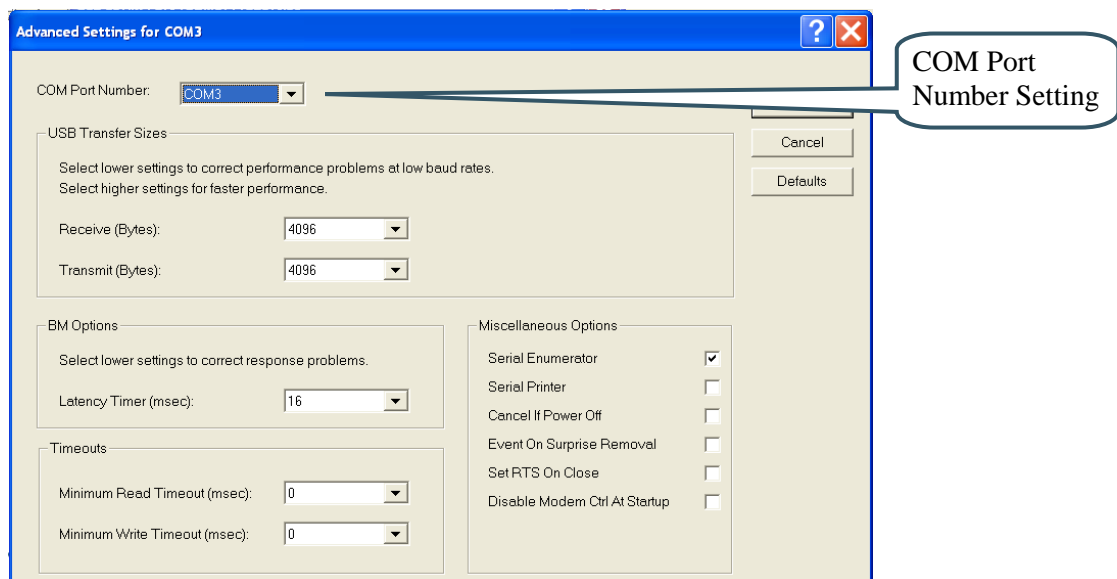 Advanced Settings for COM3
COM Port
Number Setting
COM Port Number:
COM3
USB Transfer Sizes
Cancel
Select lower settings to correct performance problems at low baud rates.
Select higher settings for faster performance.
Defaults
Receive (Bytes):
4096
Transmit (Bytes):
4096
BM Options
Select lower settings to correct response problems.
Latency Timer (msec):
16
Timeouts
Minimum Read Timeout (msec):
0
Minimum Write Timeout (msec):
0
Miscellaneous Options
Serial Enumerator
Serial Printer
Cancel If Power Off
Event On Surprise Removal
Set RTS On Close
Disable Modem Ctrl At Startup